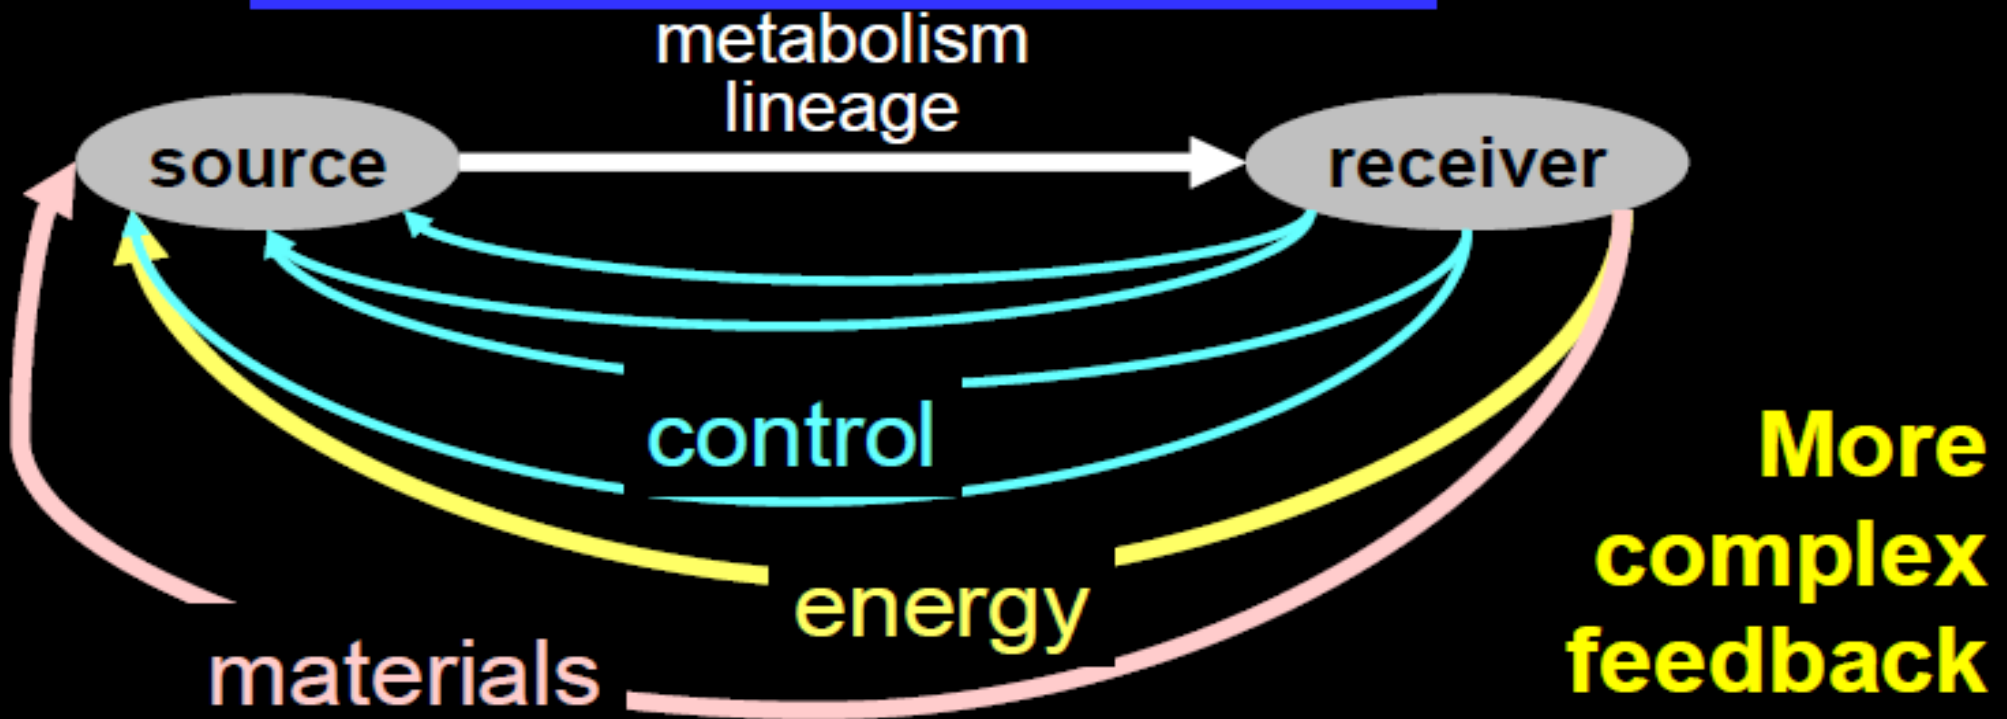 metabolism
lineage
source
receiver
control
energy
materials
More
complex
feedback